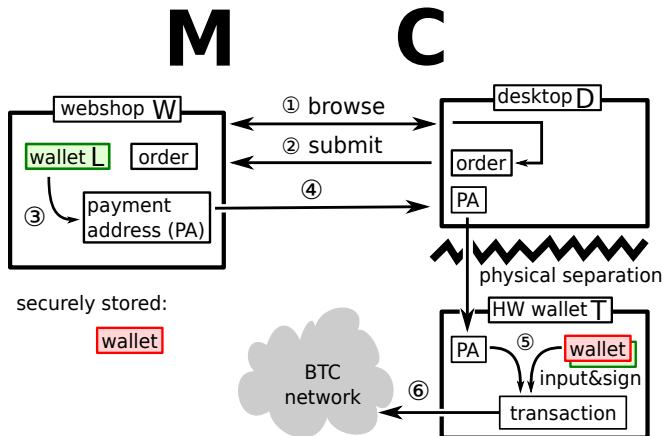 M C
webshop W
desktop D
① browse
② submit
wallet L
order
order
③
payment
address (PA)
④
PA
physical separation
securely stored:
wallet
HW wallet T
PA
⑤
wallet
input&sign
transaction
⑥
BTC
network